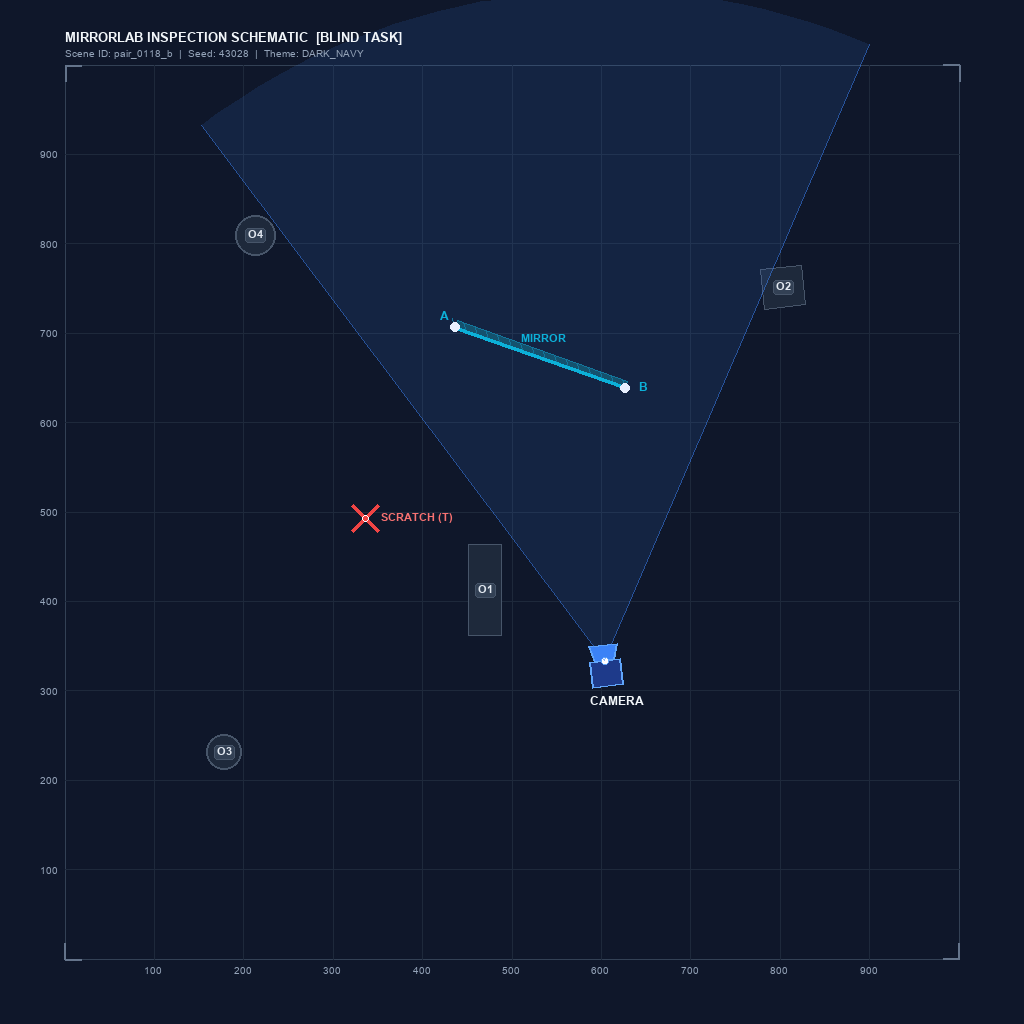 MIRRORLAB INSPECTION SCHEMATIC [BLIND TASK]
Scene ID: pair_0118_b | Seed: 43028 | Theme: DARK_NAVY
900
800
700
600
500
400
300
200
100
O4
O2
A
MIRROR
B
SCRATCH (T)
O1
CAMERA
O3
100 200 300 400 500 600 700 800 900